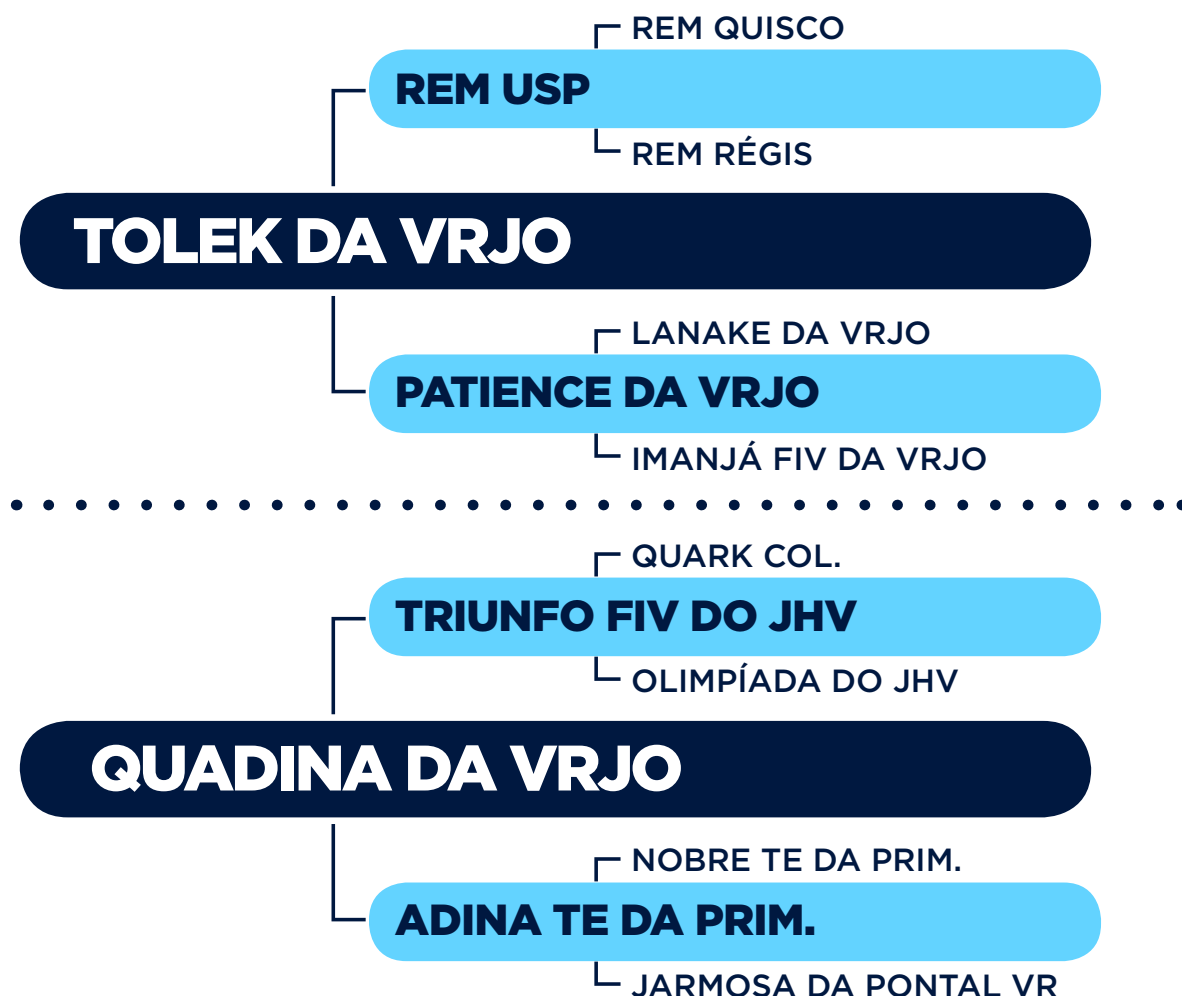 REM QUISCO
REM USP
REM RÉGIS
TOLEK DA VRJO
LANAKE DA VRJO
PATIENCE DA VRJO
IMANJÁ FIV DA VRJO
QUARK COL.
TRIUNFO FIV DO JHV
OLIMPÍADA DO JHV
QUADINA DA VRJO
NOBRE TE DA PRIM.
ADINA TE DA PRIM.
JARMOSA DA PONTAL VR